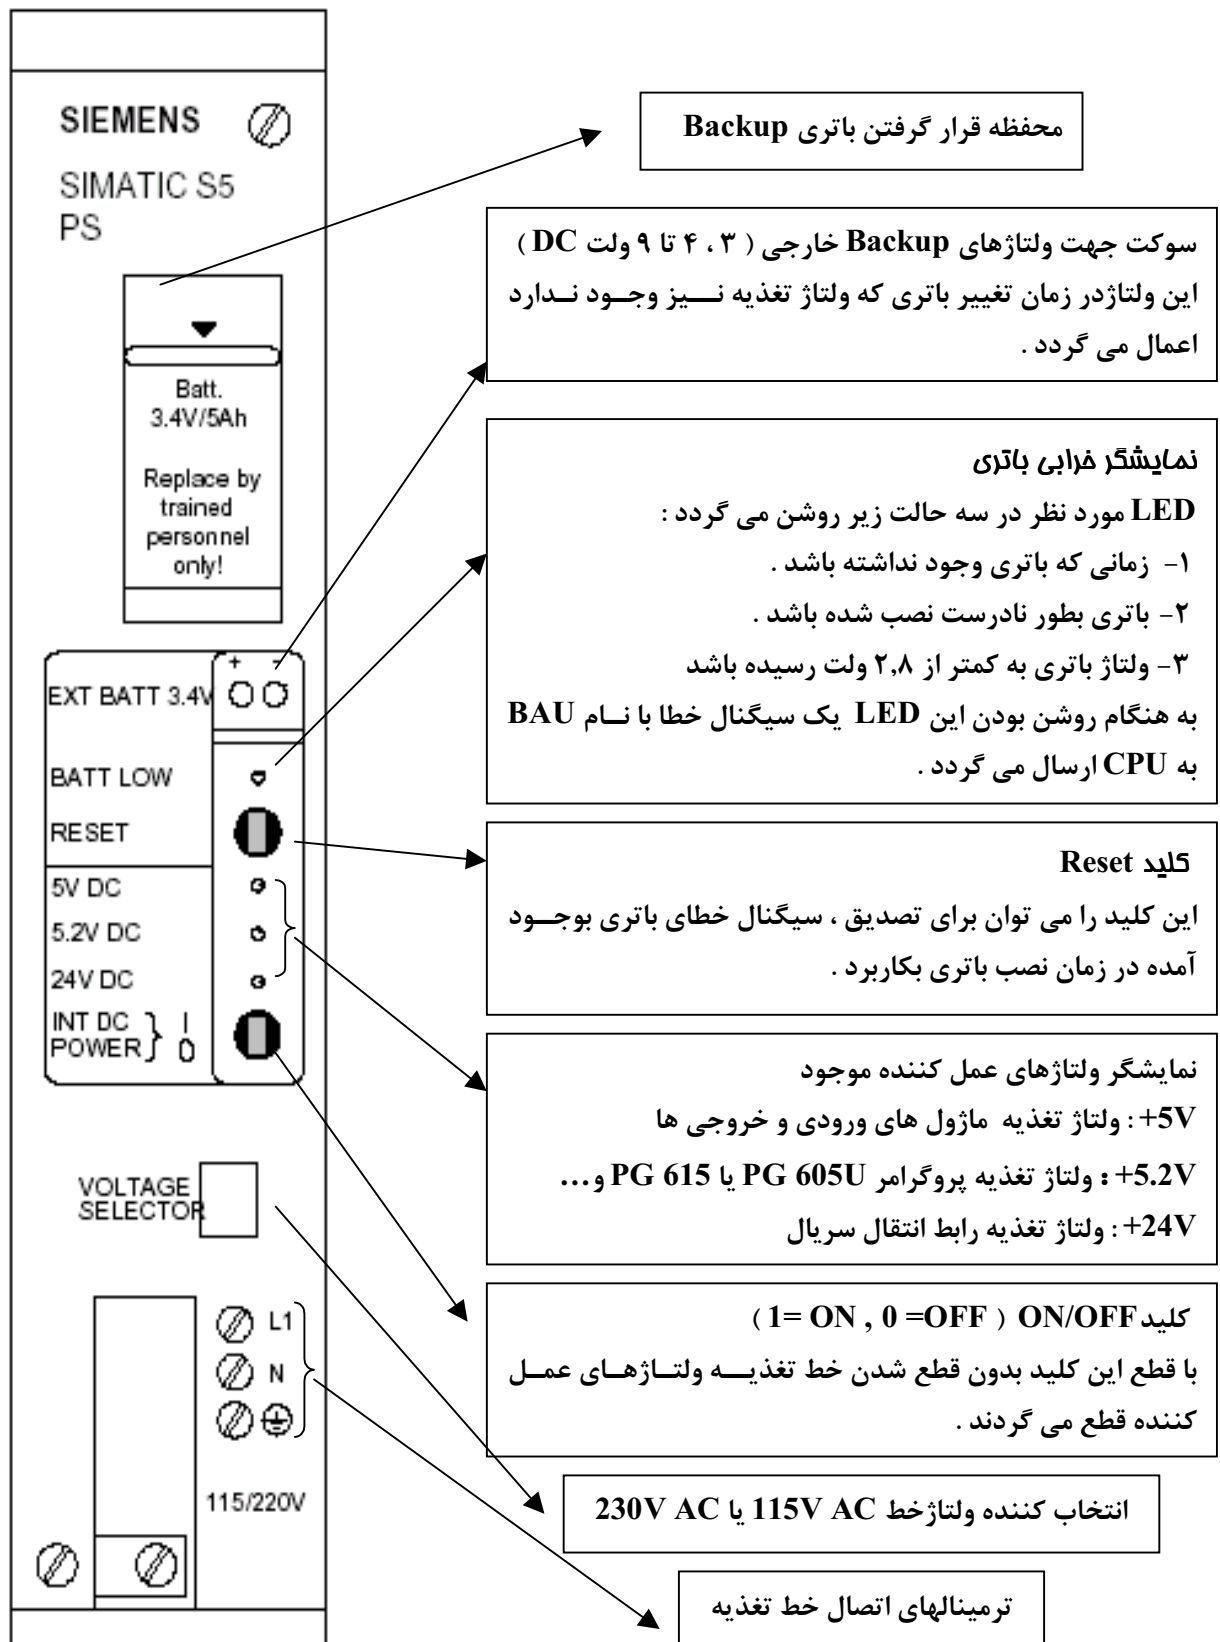 SIEMENS
SIMATIC S5
PS
Batt.
3.4V/5Ah
Replace by
trained
personnel
only!
+ -
EXT BATT 3.4V
BATT LOW
RESET
5V DC
5.2V DC
24V DC
INT DC
POWER } I
0
VOLTAGE
SELECTOR
L1
N
115/220V
محفظه قرار گرفتن باتری Backup
سوکت جهت ولتاژهای Backup خارجی ( ۳ ، ۴ تا ۹ ولت DC )
این ولتاژدر زمان تغییر باتری که ولتاژ تغذیه نیز وجود ندارد
اعمال می گردد .
نمایشگر خرابی باتری
LED مورد نظر در سه حالت زیر روشن می گردد :
۱- زمانی که باتری وجود نداشته باشد .
۲- باتری بطور نادرست نصب شده باشد .
۳- ولتاژ باتری به کمتر از ۲,۸ ولت رسیده باشد
به هنگام روشن بودن این LED یک سیگنال خطا با نام BAU
به CPU ارسال می گردد .
کلید Reset
این کلید را می توان برای تصدیق ، سیگنال خطای باتری بوجود
آمده در زمان نصب باتری بکاربرد .
نمایشگر ولتاژهای عمل کننده موجود
+5V : ولتاژ تغذیه ماژول های ورودی و خروجی ها
+5.2V : ولتاژ تغذیه پروگرامر PG 605U یا PG 615 و...
+24V : ولتاژ تغذیه رابط انتقال سریال
کلید ON/OFF ( 1= ON , 0 =OFF )
با قطع این کلید بدون قطع شدن خط تغذیه ولتاژهای عمل
کننده قطع می گردند .
انتخاب کننده ولتاژخط 115V AC یا 230V AC
ترمینالهای اتصال خط تغذیه